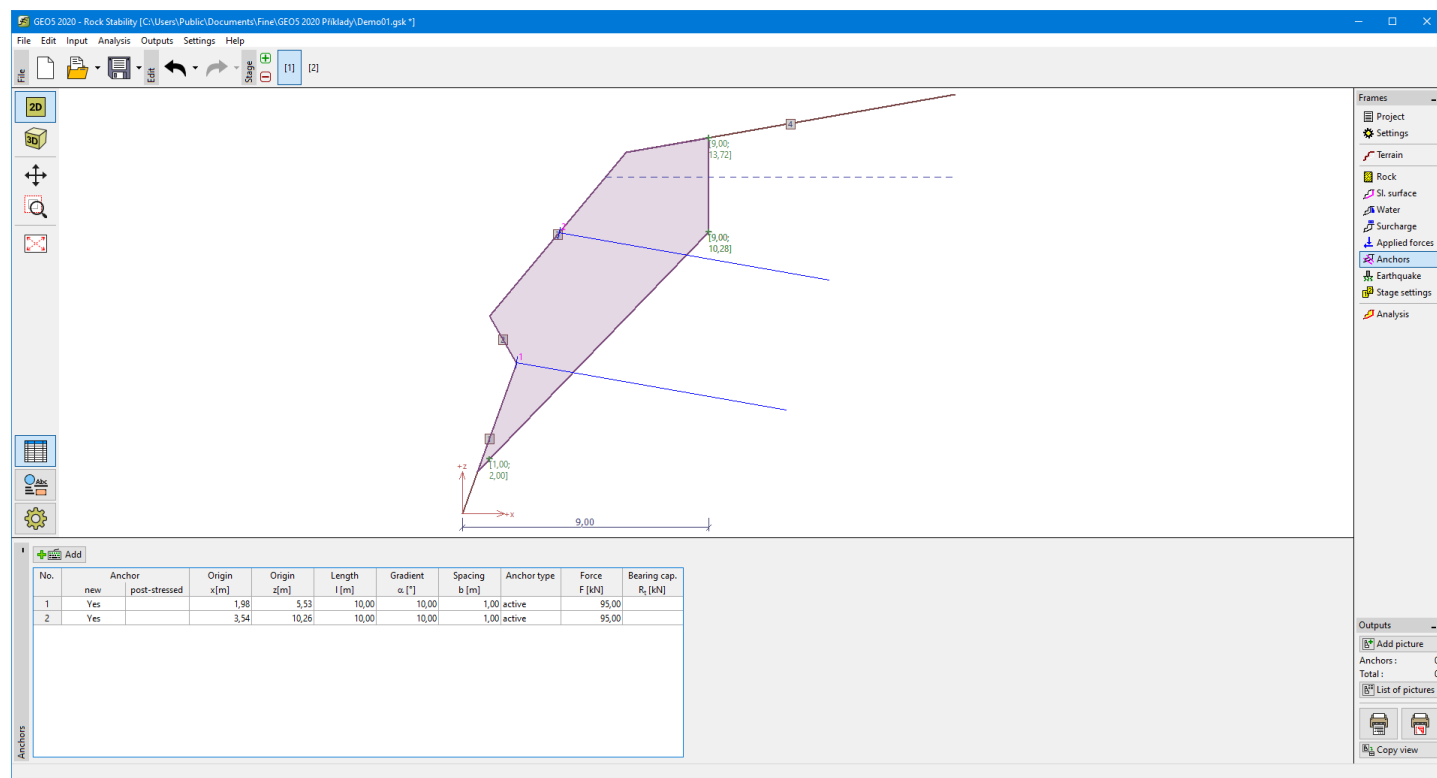 GEO5 2020 - Rock Stability [C:\Users\Public\Documents\Fine\GEO5 2020 Příklady\Demo01.gsk *]
File Edit Input Analysis Outputs Settings Help
File
Edit
Stage
[1] [2]
2D
3D
Abc
4
[9,00;
13,72]
2
[9,00;
10,28]
2
1
[1,00;
2,00]
+z
+x
9,00
Frames
Project
Settings
Terrain
Rock
Sl. surface
Water
Surcharge
Applied forces
Anchors
Earthquake
Stage settings
Analysis
Add
No. Anchor Origin Origin Length Gradient Spacing Anchor type Force Bearing cap.
new post-stressed x[m] z[m] l [m] α [°] b [m] F [kN] Rt [kN]
1 Yes 1,98 5,53 10,00 10,00 1,00 active 95,00
2 Yes 3,54 10,26 10,00 10,00 1,00 active 95,00
Anchors
Outputs
Add picture
Anchors :
Total :
List of pictures
Copy view